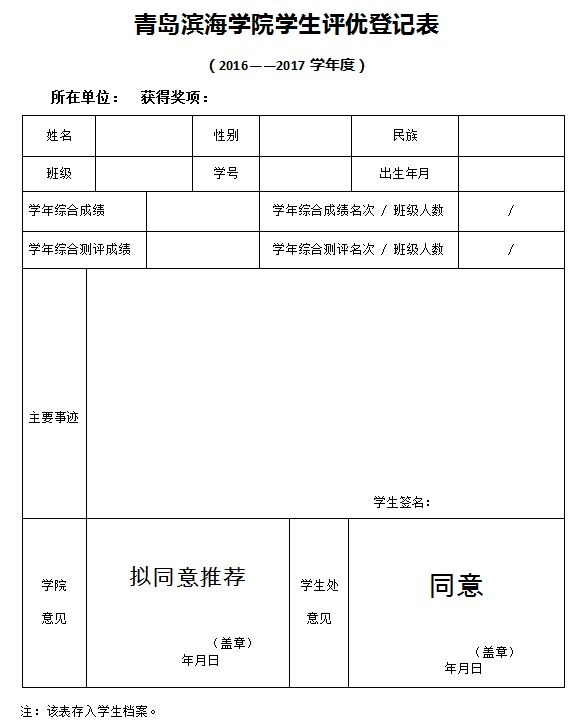 青岛滨海学院学生评优登记表
（2016——2017 学年度）
所在单位： 获得奖项：
姓名 性别 民族
班级 学号 出生年月
学年综合成绩 学年综合成绩名次 / 班级人数 /
学年综合测评成绩 学年综合测评名次 / 班级人数 /
主要事迹
学生签名：
学院
意见
拟同意推荐
（盖章）
年月日
学生处
意见
同意
（盖章）
年月日
注：该表存入学生档案。